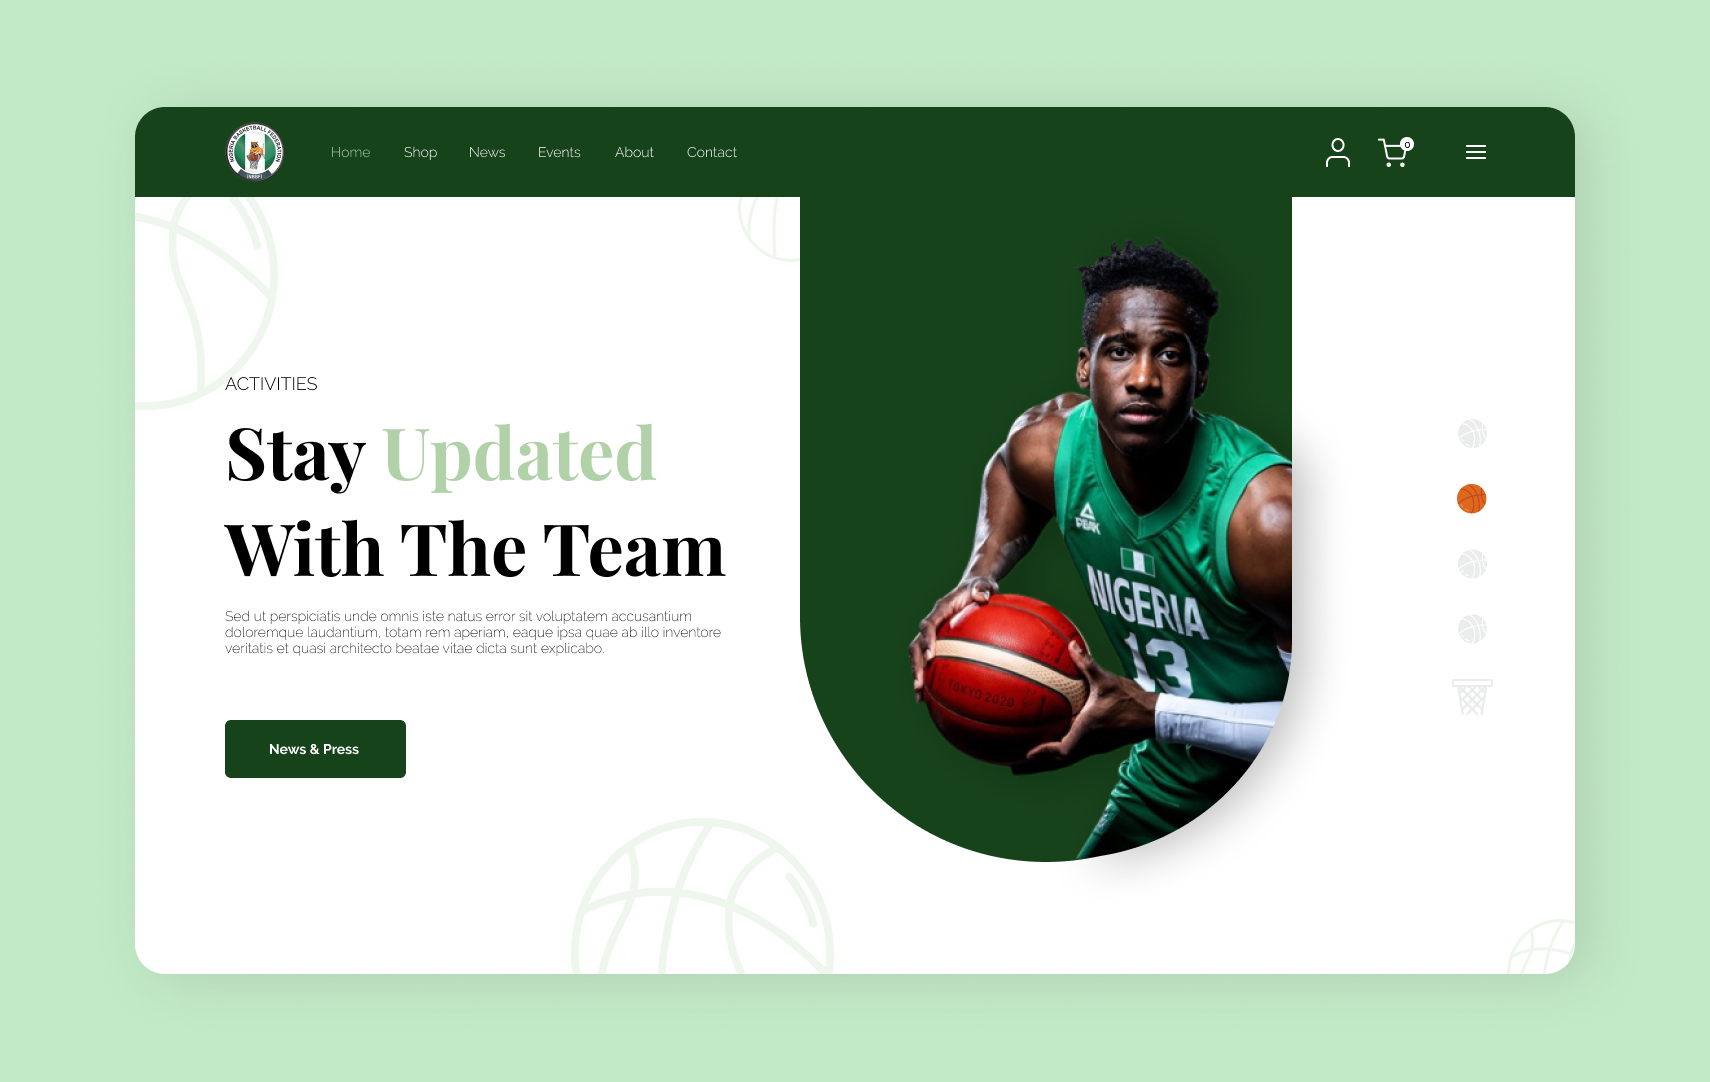 NIGERIA BASKETBALL FEDERATION
Home
Shop
News
Events
About
Contact
0
ACTIVITIES
Stay Updated
With The Team
Sed ut perspiciatis unde omnis iste natus error sit voluptatem accusantium
doloremque laudantium, totam rem aperiam, eaque ipsa quae ab illo inventore
veritatis et quasi architecto beatae vitae dicta sunt explicabo.
News & Press
PEAK
NIGERIA
13
TOKYO 2020